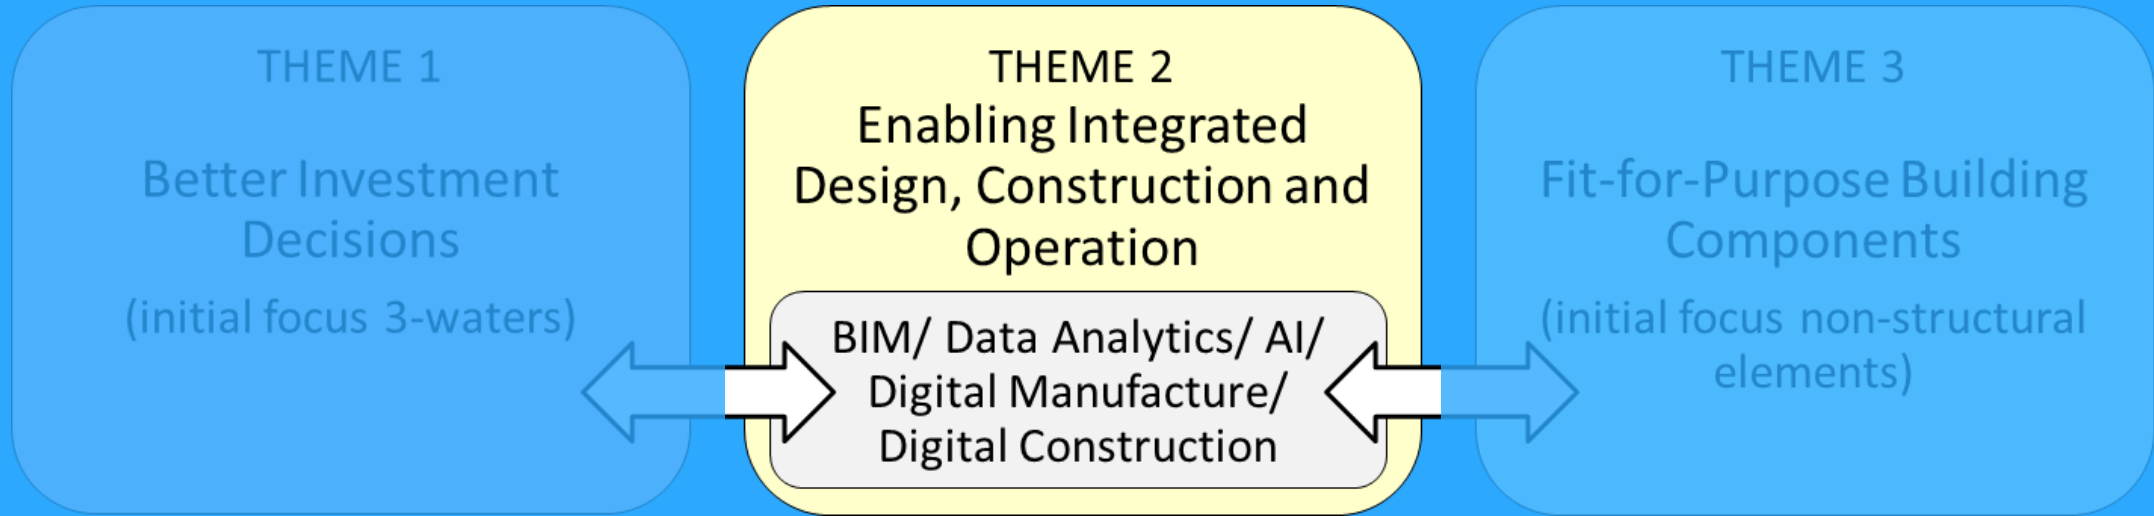 THEME 1
Better Investment
Decisions
(initial focus 3-waters)
THEME 2
Enabling Integrated
Design, Construction and
Operation
BIM/ Data Analytics/ AI/
Digital Manufacture/
Digital Construction
THEME 3
Fit-for-Purpose Building
Components
(initial focus non-structural
elements)